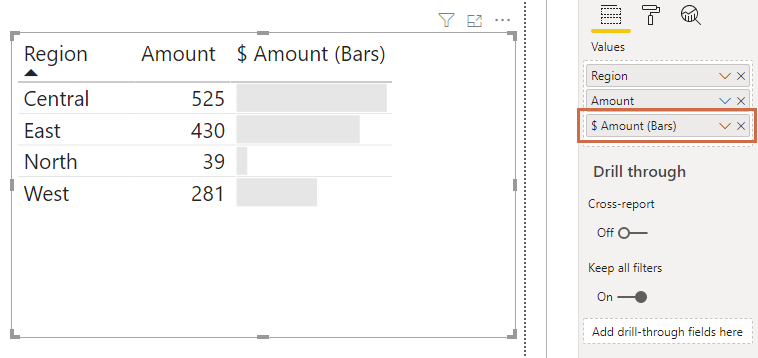 Region Amount $ Amount (Bars)
Central 525
East 430
North 39
West 281
Values
Region
Amount
$ Amount (Bars)
Drill through
Cross-report
Off
Keep all filters
On
Add drill-through fields here